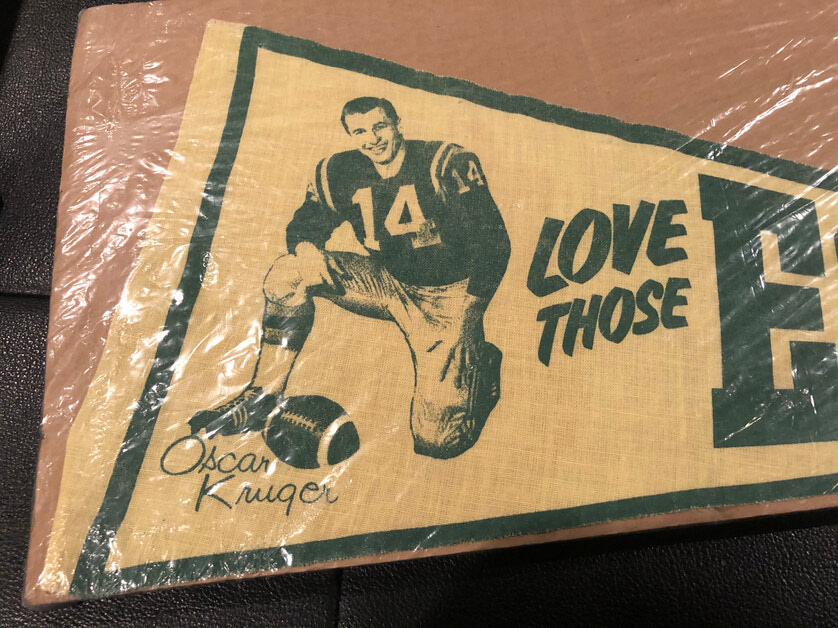 14
14
LOVE
THOSE
E
Oscar
Kruger